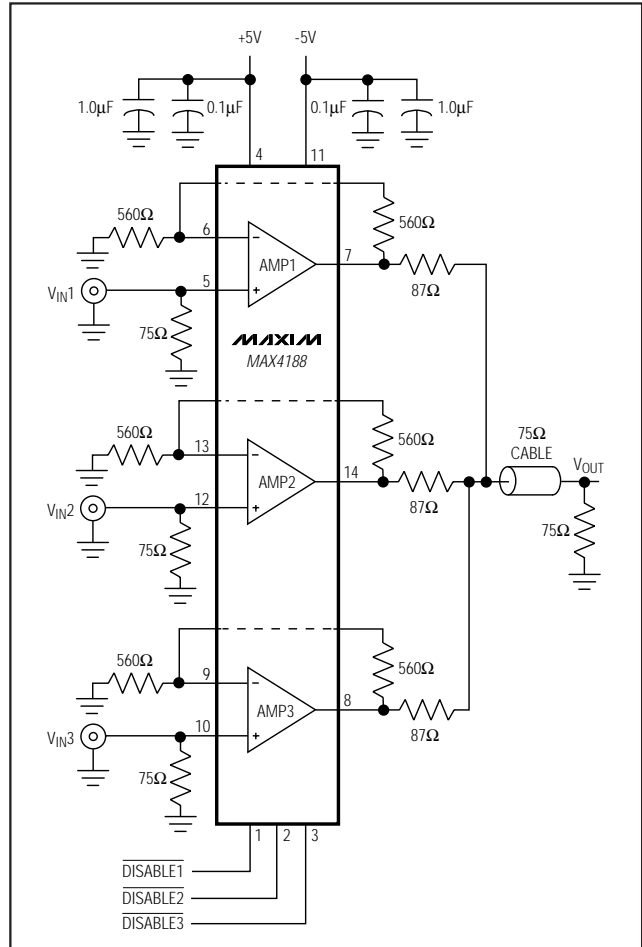 +5V
-5V
1.0µF
0.1µF
0.1µF
1.0µF
4
11
560Ω
6
−
560Ω
AMP1
7
87Ω
VIN1
5
+
75Ω
MAXIM
MAX4188
560Ω
13
−
560Ω
AMP2
14
87Ω
VIN2
12
+
75Ω
75Ω
CABLE
VOUT
75Ω
560Ω
9
−
560Ω
AMP3
8
87Ω
VIN3
10
+
75Ω
1
2
3
DISABLE1
DISABLE2
DISABLE3